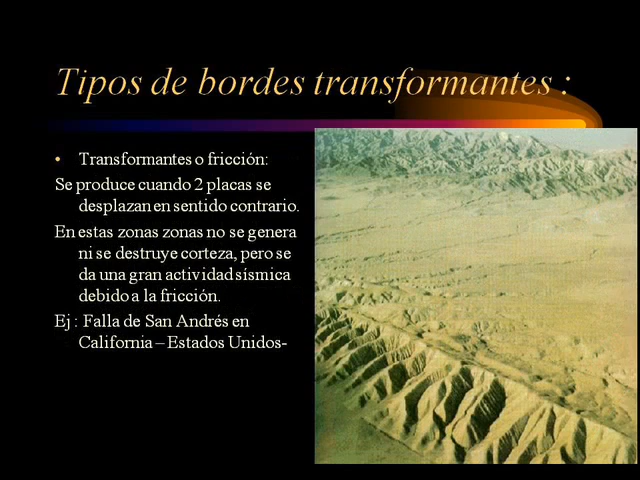 Tipos de bordes transformantes :
• Transformantes o fricción:
Se produce cuando 2 placas se
desplazan en sentido contrario.
En estas zonas zonas no se genera
ni se destruye corteza, pero se
da una gran actividad sísmica
debido a la fricción.
Ej : Falla de San Andrés en
California – Estados Unidos-